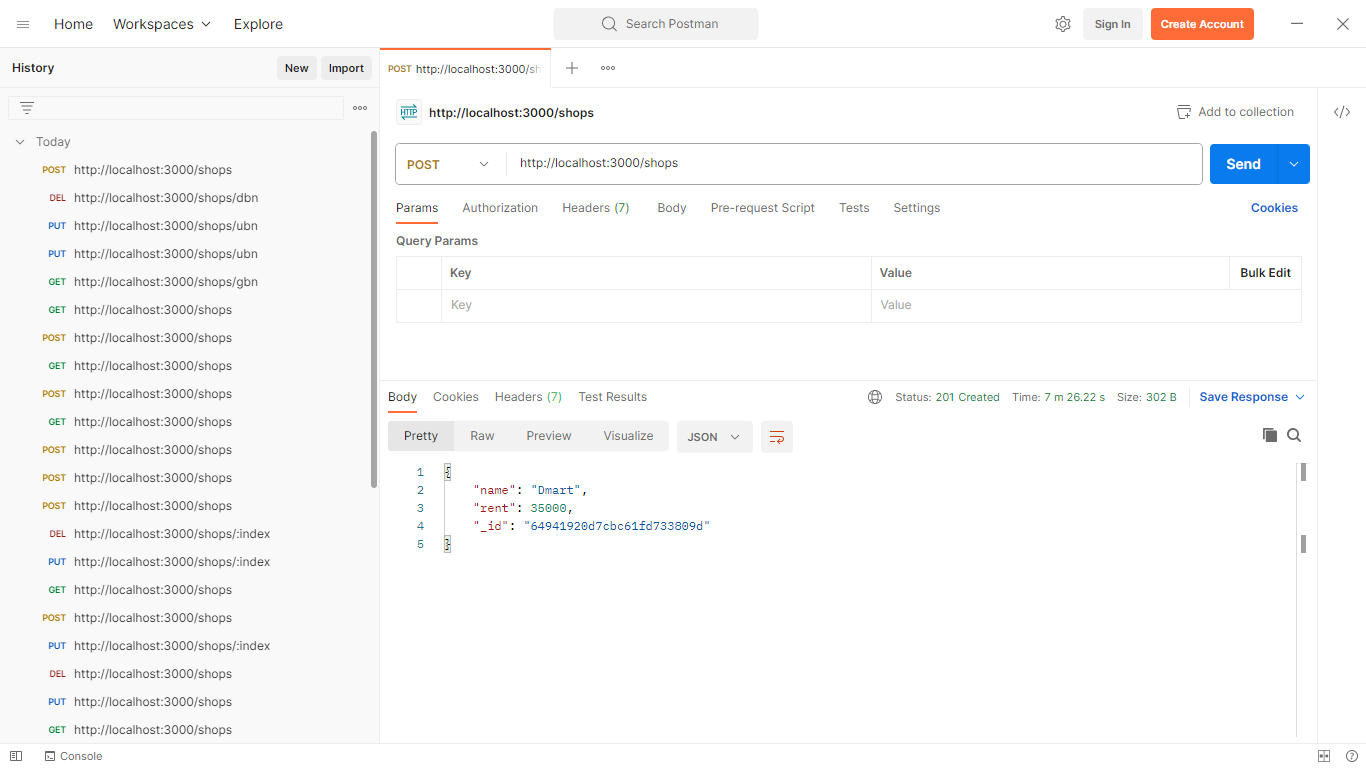 Home Workspaces Explore Search Postman Sign In Create Account
History New Import
POST http://localhost:3000/sh
HTTP http://localhost:3000/shops Add to collection
Today
POST http://localhost:3000/shops
DEL http://localhost:3000/shops/dbn
PUT http://localhost:3000/shops/ubn
PUT http://localhost:3000/shops/ubn
GET http://localhost:3000/shops/gbn
GET http://localhost:3000/shops
POST http://localhost:3000/shops
GET http://localhost:3000/shops
POST http://localhost:3000/shops
GET http://localhost:3000/shops
POST http://localhost:3000/shops
POST http://localhost:3000/shops
POST http://localhost:3000/shops
DEL http://localhost:3000/shops/:index
PUT http://localhost:3000/shops/:index
GET http://localhost:3000/shops
POST http://localhost:3000/shops
PUT http://localhost:3000/shops/:index
DEL http://localhost:3000/shops
PUT http://localhost:3000/shops
GET http://localhost:3000/shops
POST http://localhost:3000/shops Send
Params Authorization Headers (7) Body Pre-request Script Tests Settings Cookies
Query Params
Key Value Bulk Edit
Key Value
Body Cookies Headers (7) Test Results Status: 201 Created Time: 7 m 26.22 s Size: 302 B Save Response
Pretty Raw Preview Visualize JSON
1 {
2 "name": "Dmart",
3 "rent": 35000,
4 "_id": "64941920d7cbc61fd733809d"
5 }
Console